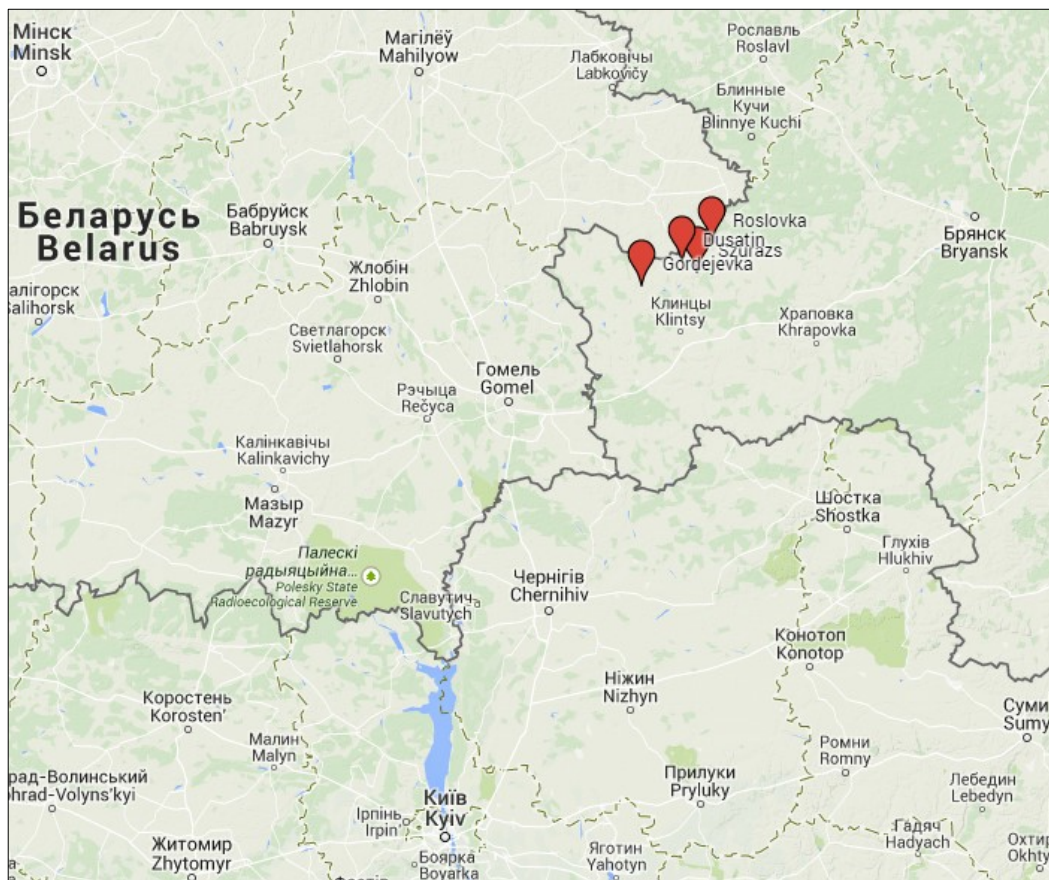 Мінск
Minsk
Магілёў
Mahilyow
Рославль
Roslavl
Лабковічы
Labkovičy
Блинные
Кучи
Blinnye Kuchi
Беларусь
Belarus
Бабруйск
Babruysk
Roslovka
Dusatin
Szurazs
Gordejevka
Брянск
Bryansk
Жлобін
Zhlobin
алігорск
Salihorsk
Клинцы
Klintsy
Храповка
Khrapovka
Светлагорск
Svietlahorsk
Гомель
Gomel
Рэчыца
Rečyca
Калінкавічы
Kalinkavichy
Мазыр
Mazyr
Шостка
Shostka
Глухів
Hlukhiv
Палескі
радыяцыйна...
Polesky State
Radioecological Reserve
Славутич
Slavutych
Чернігів
Chernihiv
Конотоп
Konotop
Ніжин
Nizhyn
Коростень
Korosten'
Суми
Sumy
Малин
Malyn
Ромни
Romny
рад-Волинський
ohrad-Volyns'kyi
Прилуки
Pryluky
Лебедин
Lebedyn
Київ
Kyiv
Ірпінь
Irpin
Житомир
Zhytomyr
Боярка
Boyarka
Яготин
Yahotyn
Гадяч
Hadyach
Охтир
Okhty